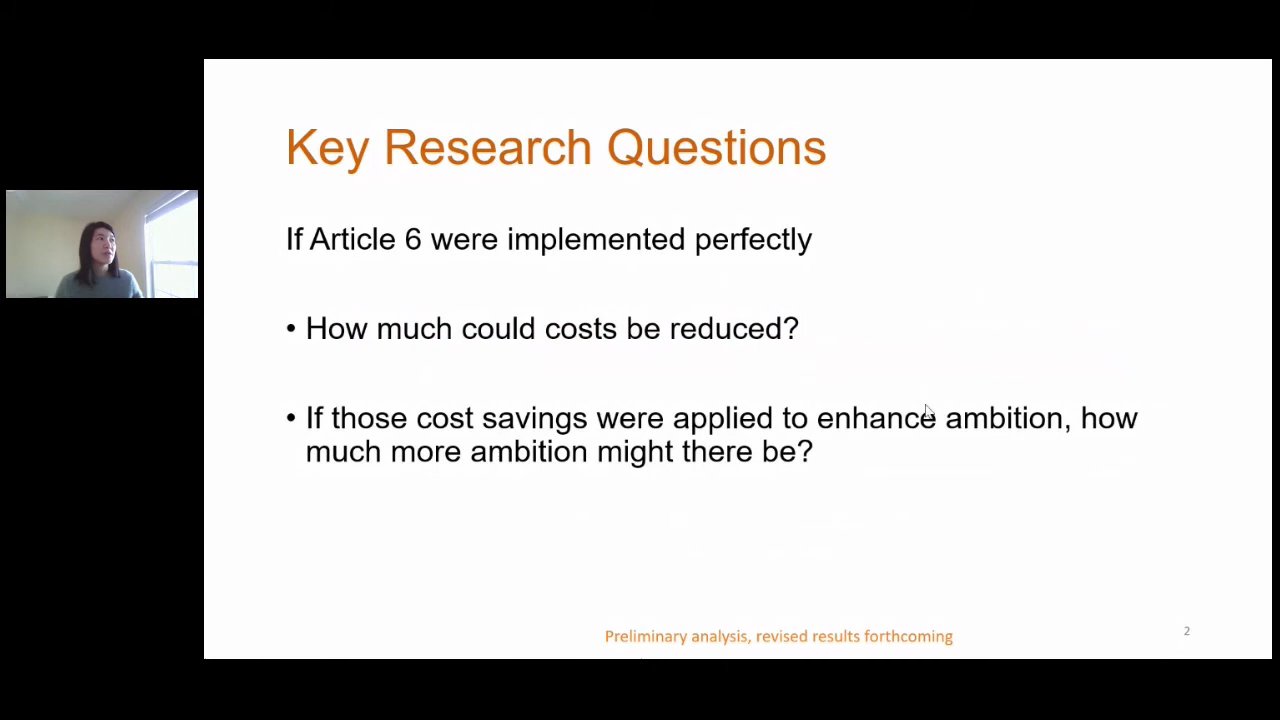 Key Research Questions
If Article 6 were implemented perfectly
• How much could costs be reduced?
• If those cost savings were applied to enhance ambition, how
much more ambition might there be?
Preliminary analysis, revised results forthcoming
2